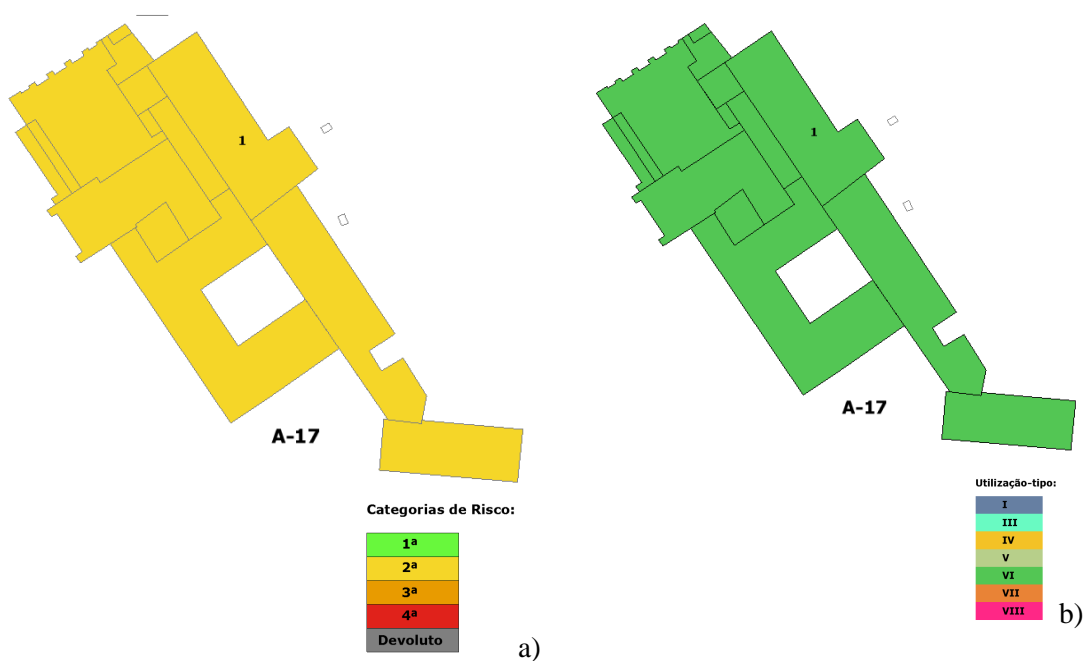 1
A-17
Categorias de Risco:
1ª
2ª
3ª
4ª
Devoluto
a)
1
A-17
Utilização-tipo:
I
III
IV
V
VI
VII
VIII
b)